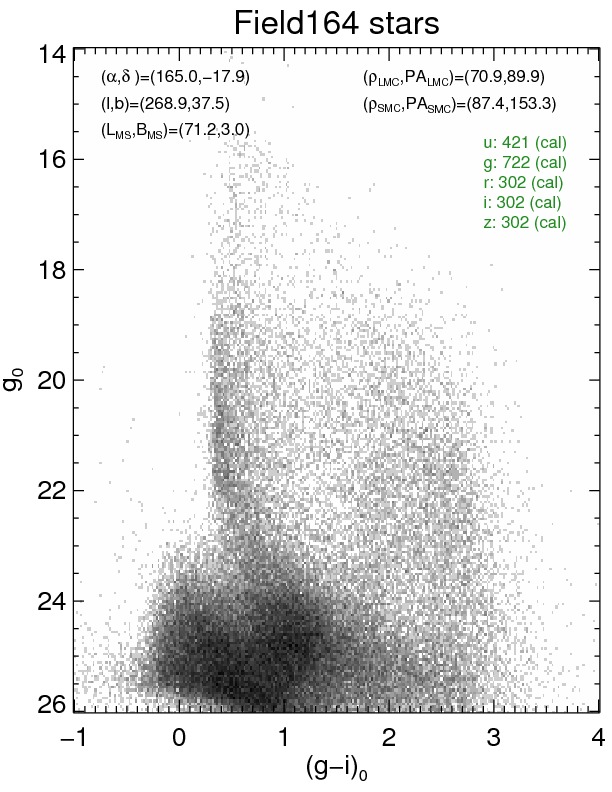 Field164 stars
(α,δ)=(165.0,−17.9)
(ρLMC,PALMC)=(70.9,89.9)
(l,b)=(268.9,37.5)
(ρSMC,PASMC)=(87.4,153.3)
(LMS,BMS)=(71.2,3.0)
u: 421 (cal)
g: 722 (cal)
r: 302 (cal)
i: 302 (cal)
z: 302 (cal)
g0
14
16
18
20
22
24
26
−1 0 1 2 3 4
(g−i)0